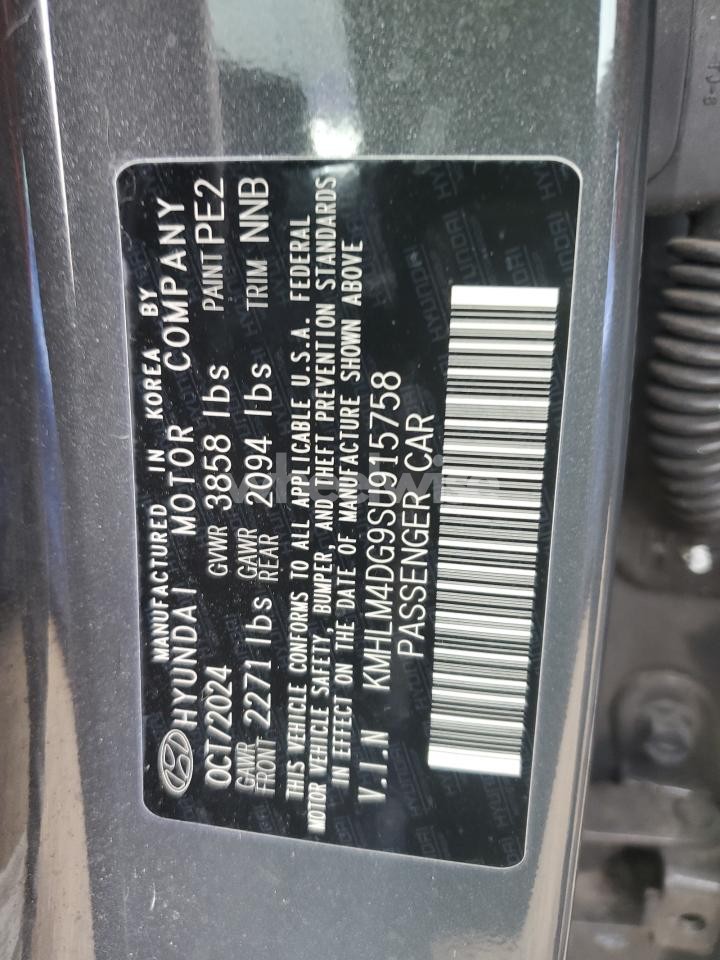 MANUFACTURED IN KOREA BY
HYUNDAI MOTOR COMPANY
OCT/2024 GVWR 3858 lbs PAINT PE2
GAWR FRONT 2271 lbs GAWR REAR 2094 lbs TRIM NNB
THIS VEHICLE CONFORMS TO ALL APPLICABLE U.S.A. FEDERAL
MOTOR VEHICLE SAFETY, BUMPER, AND THEFT PREVENTION STANDARDS
IN EFFECT ON THE DATE OF MANUFACTURE SHOWN ABOVE
V.I.N KMHLM4DG9SU915758
PASSENGER CAR
wheelwise